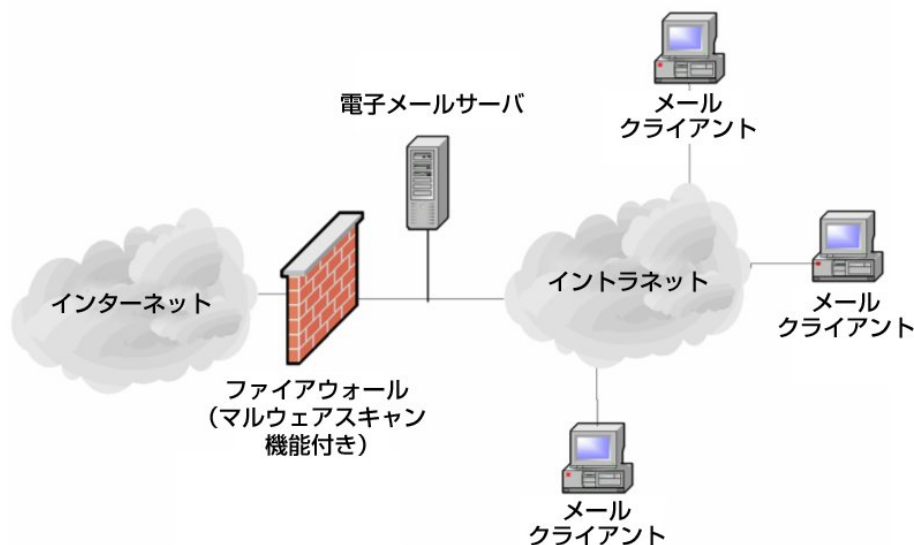 メール
クライアント
電子メールサーバ
インターネット
イントラネット
メール
クライアント
ファイアウォール
（マルウェアスキャン
機能付き）
メール
クライアント